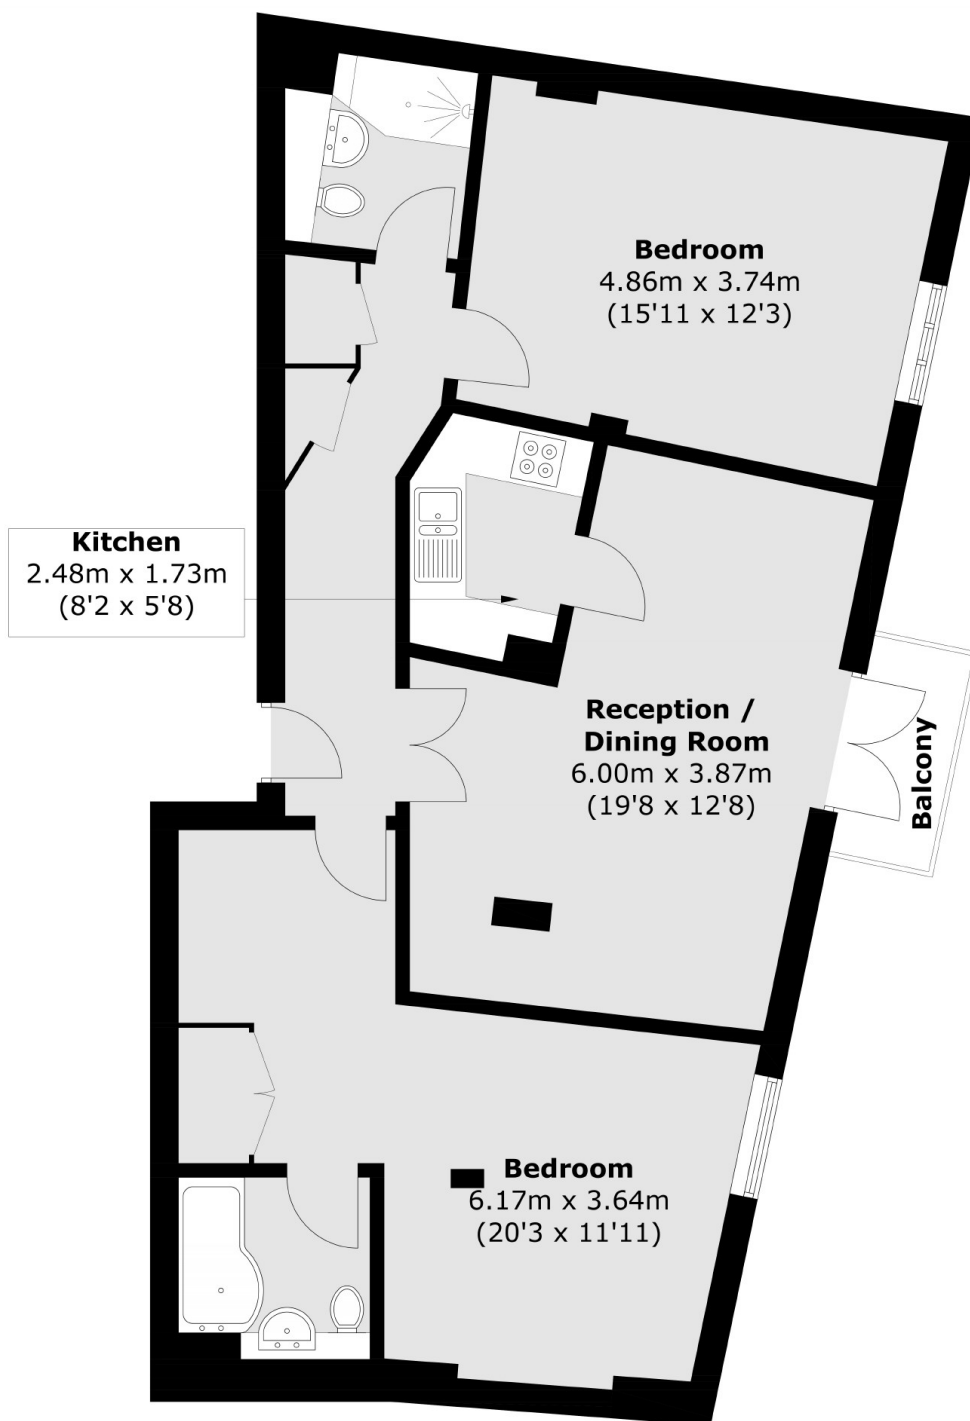 Bedroom
4.86m x 3.74m
(15'11 x 12'3)
Kitchen
2.48m x 1.73m
(8'2 x 5'8)
Reception /
Dining Room
6.00m x 3.87m
(19'8 x 12'8)
Balcony
Bedroom
6.17m x 3.64m
(20'3 x 11'11)